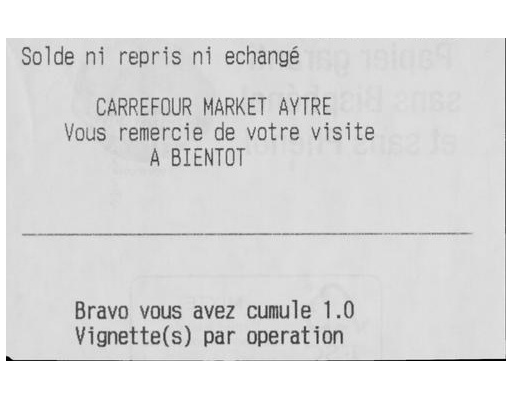 Solde ni repris ni echangé
CARREFOUR MARKET AYTRE
Vous remercie de votre visite
A BIENTOT
Bravo vous avez cumule 1.0
Vignette(s) par operation